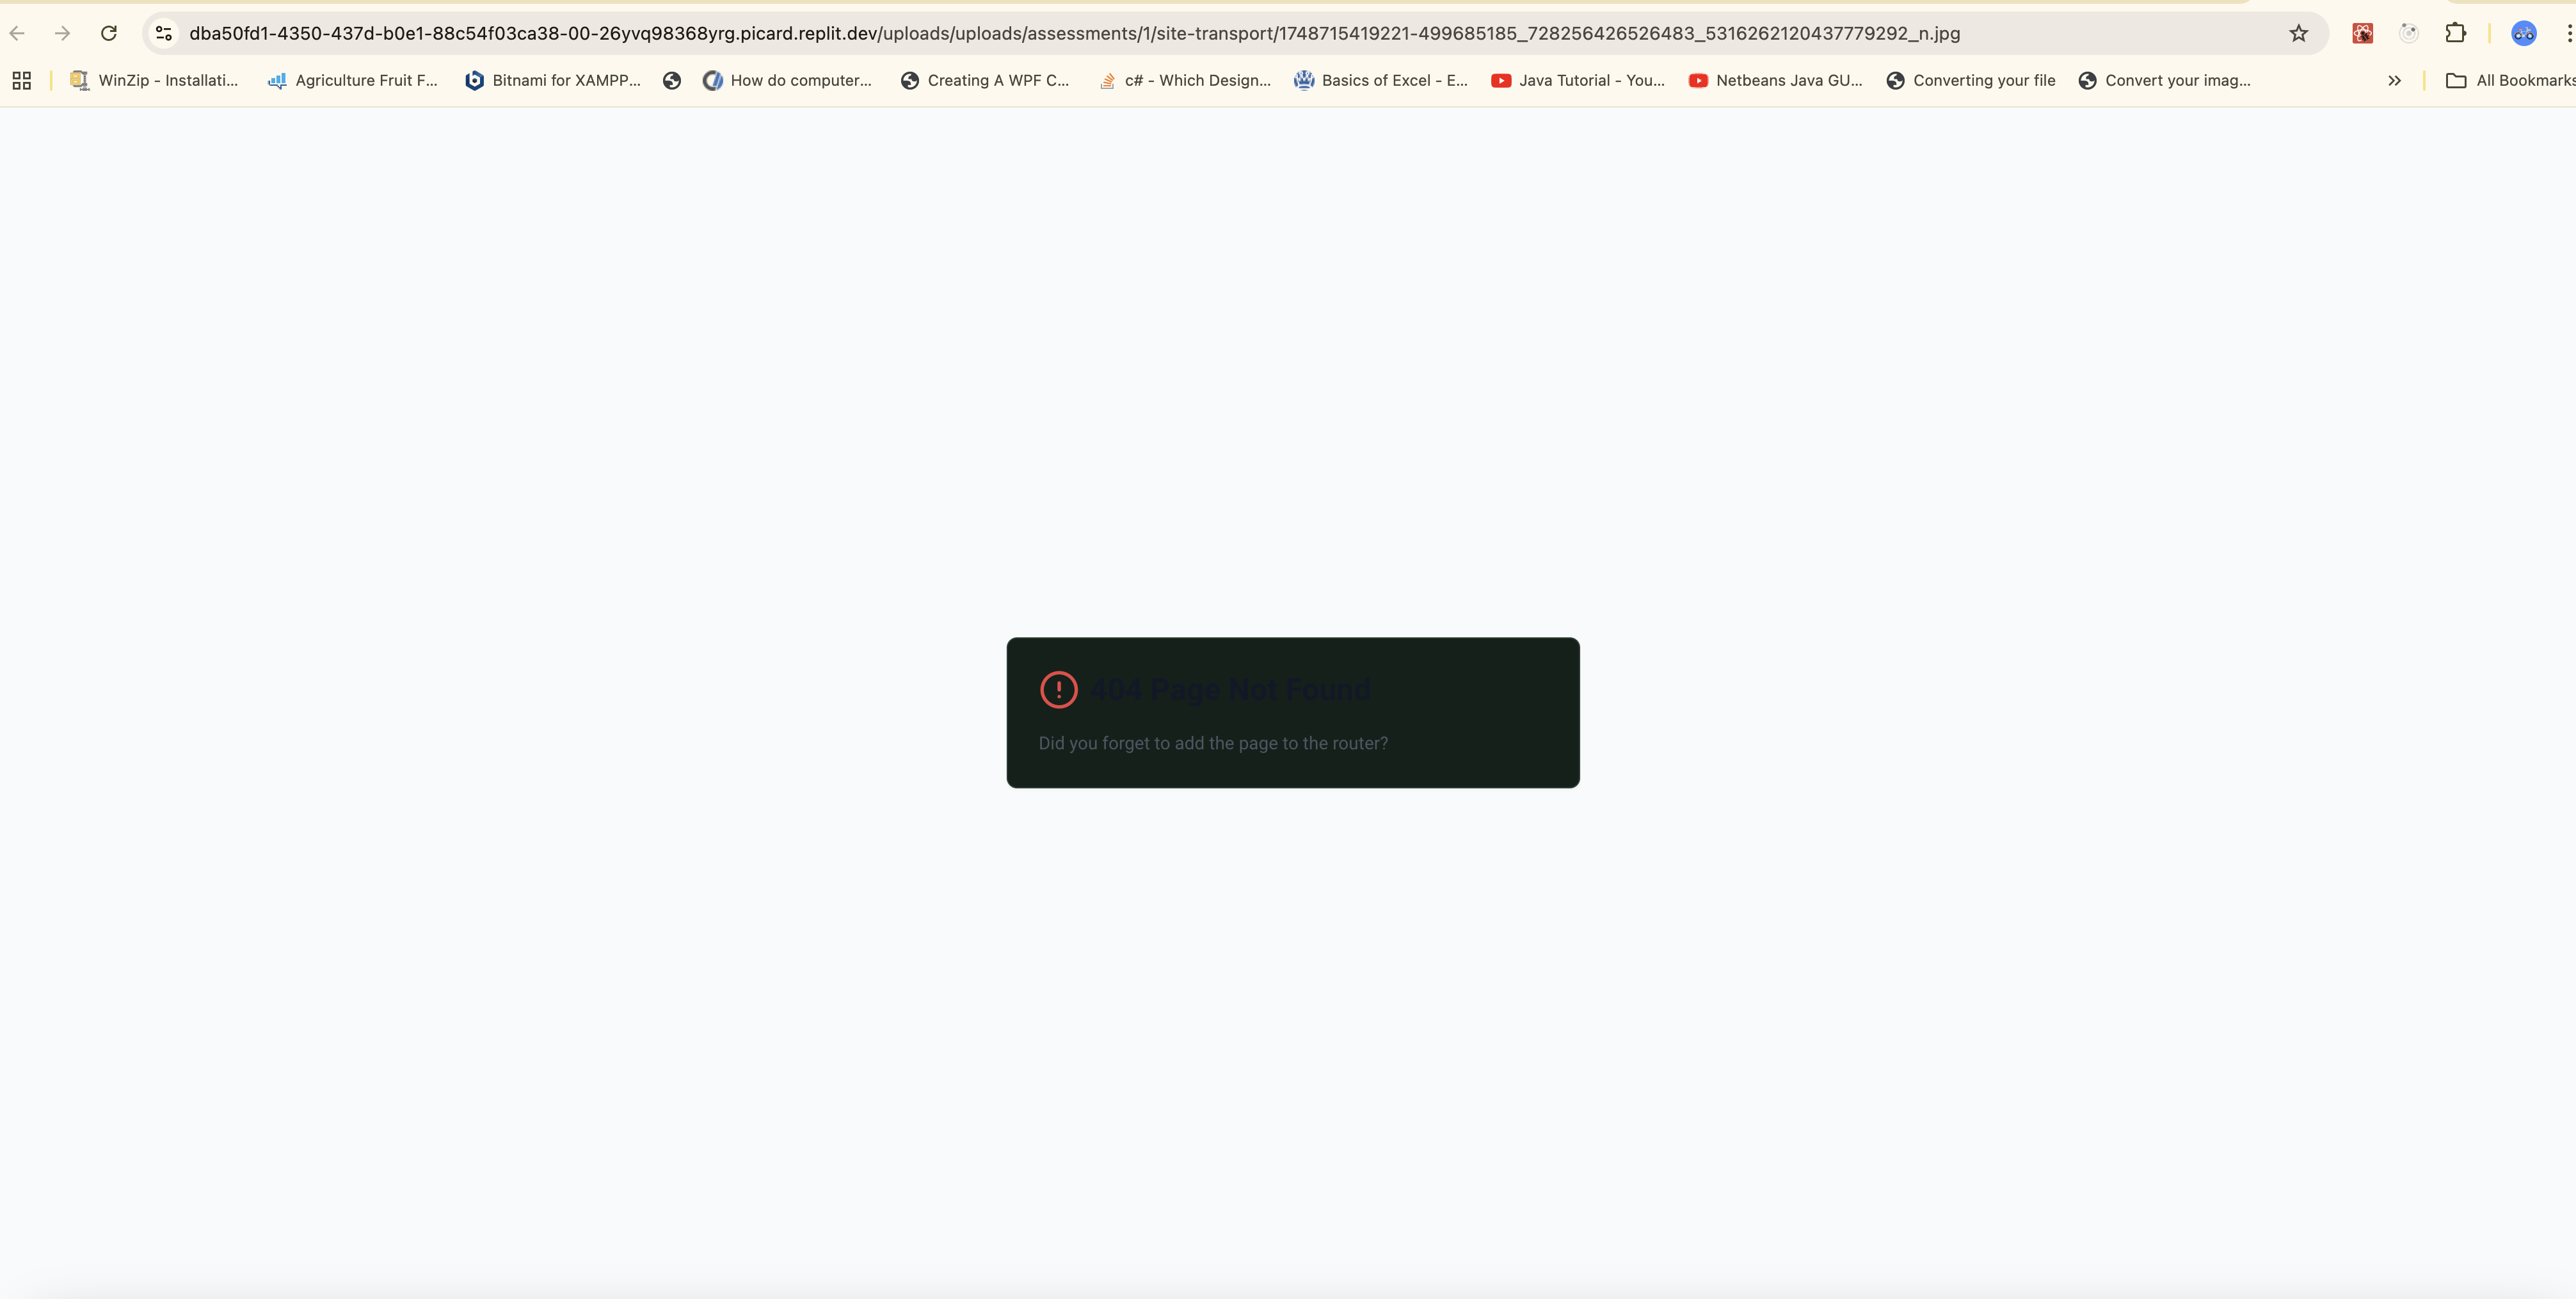 dba50fd1-4350-437d-b0e1-88c54f03ca38-00-26yvq98368yrg.picard.replit.dev/uploads/uploads/assessments/1/site-transport/1748715419221-499685185_728256426526483_5316262120437779292_n.jpg
WinZip - Installati... Agriculture Fruit F... Bitnami for XAMPP... How do computer... Creating A WPF C... c# - Which Design... Basics of Excel - E... Java Tutorial - You... Netbeans Java GU... Converting your file Convert your imag... All Bookmarks
404 Page Not Found
Did you forget to add the page to the router?